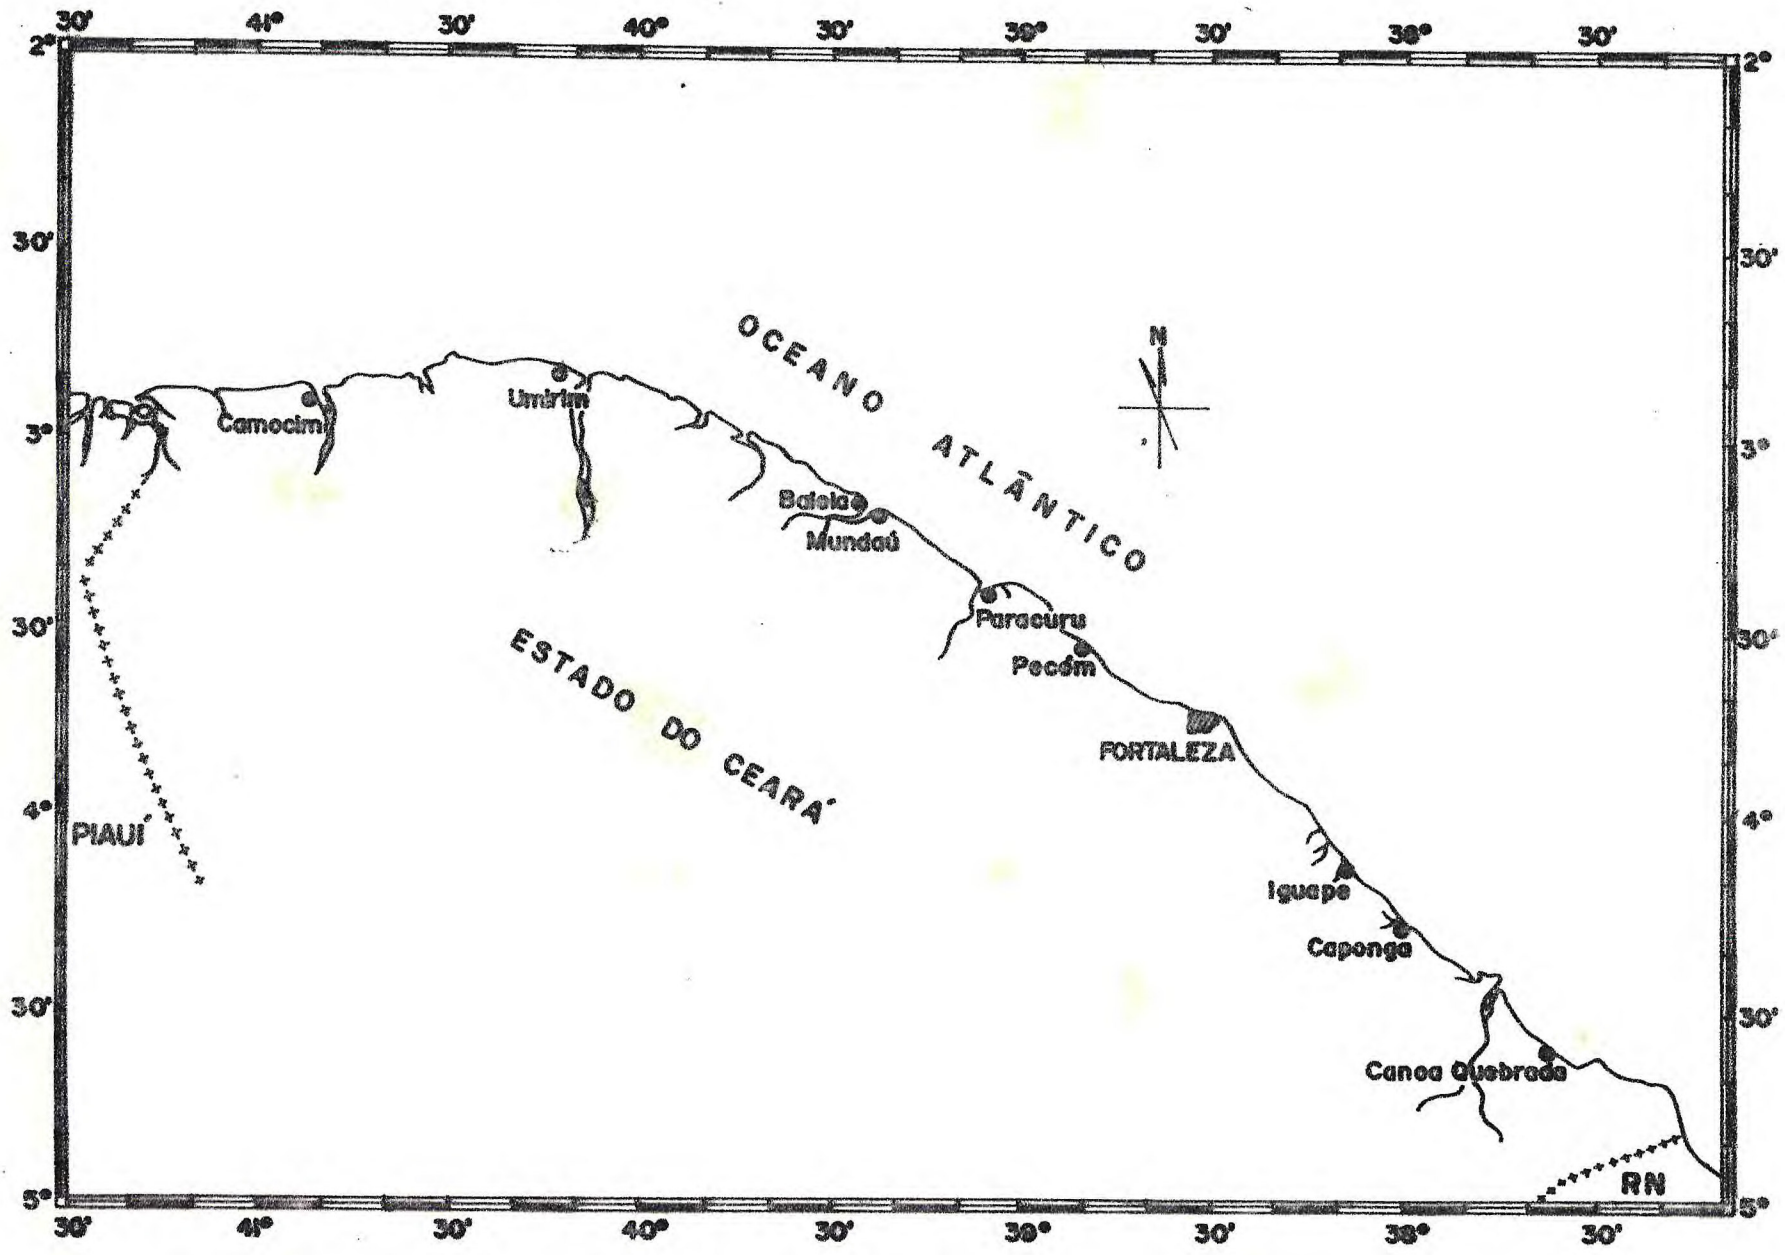 30' 41° 30' 40° 30' 39° 30' 38° 30'
2° 2°
30' 30'
OCEANO ATLÂNTICO
N
Umirim
Camocim
3° 3°
Baleia
Mundaú
Paracuru
30' 30'
ESTADO DO CEARÁ
Pecém
FORTALEZA
4° 4°
PIAUÍ
Iguape
Caponga
30' 30'
Canoa Quebrada
RN
5° 5°
30' 41° 30' 40° 30' 39° 30' 38° 30'